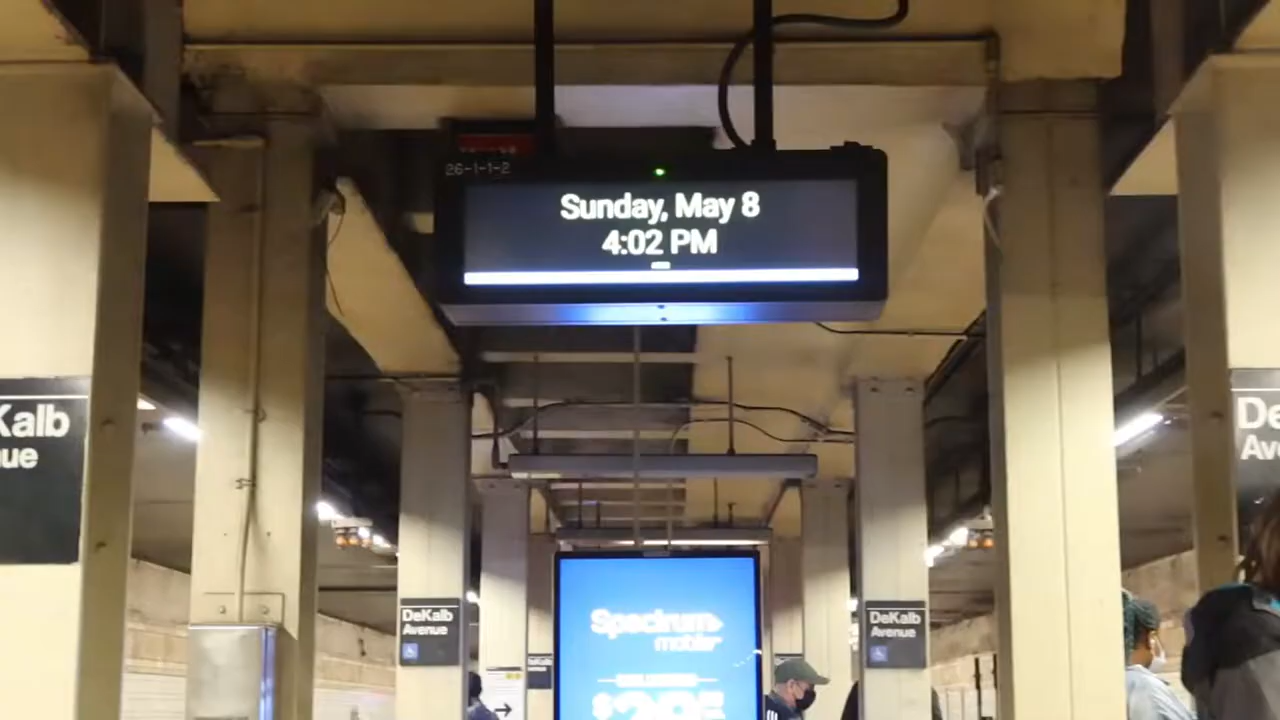 26-1-1-2
Sunday, May 8
4:02 PM
Kalb
ue
De
Ave
DeKalb
Avenue
DeKalb
Avenue
Spectrum
mobile